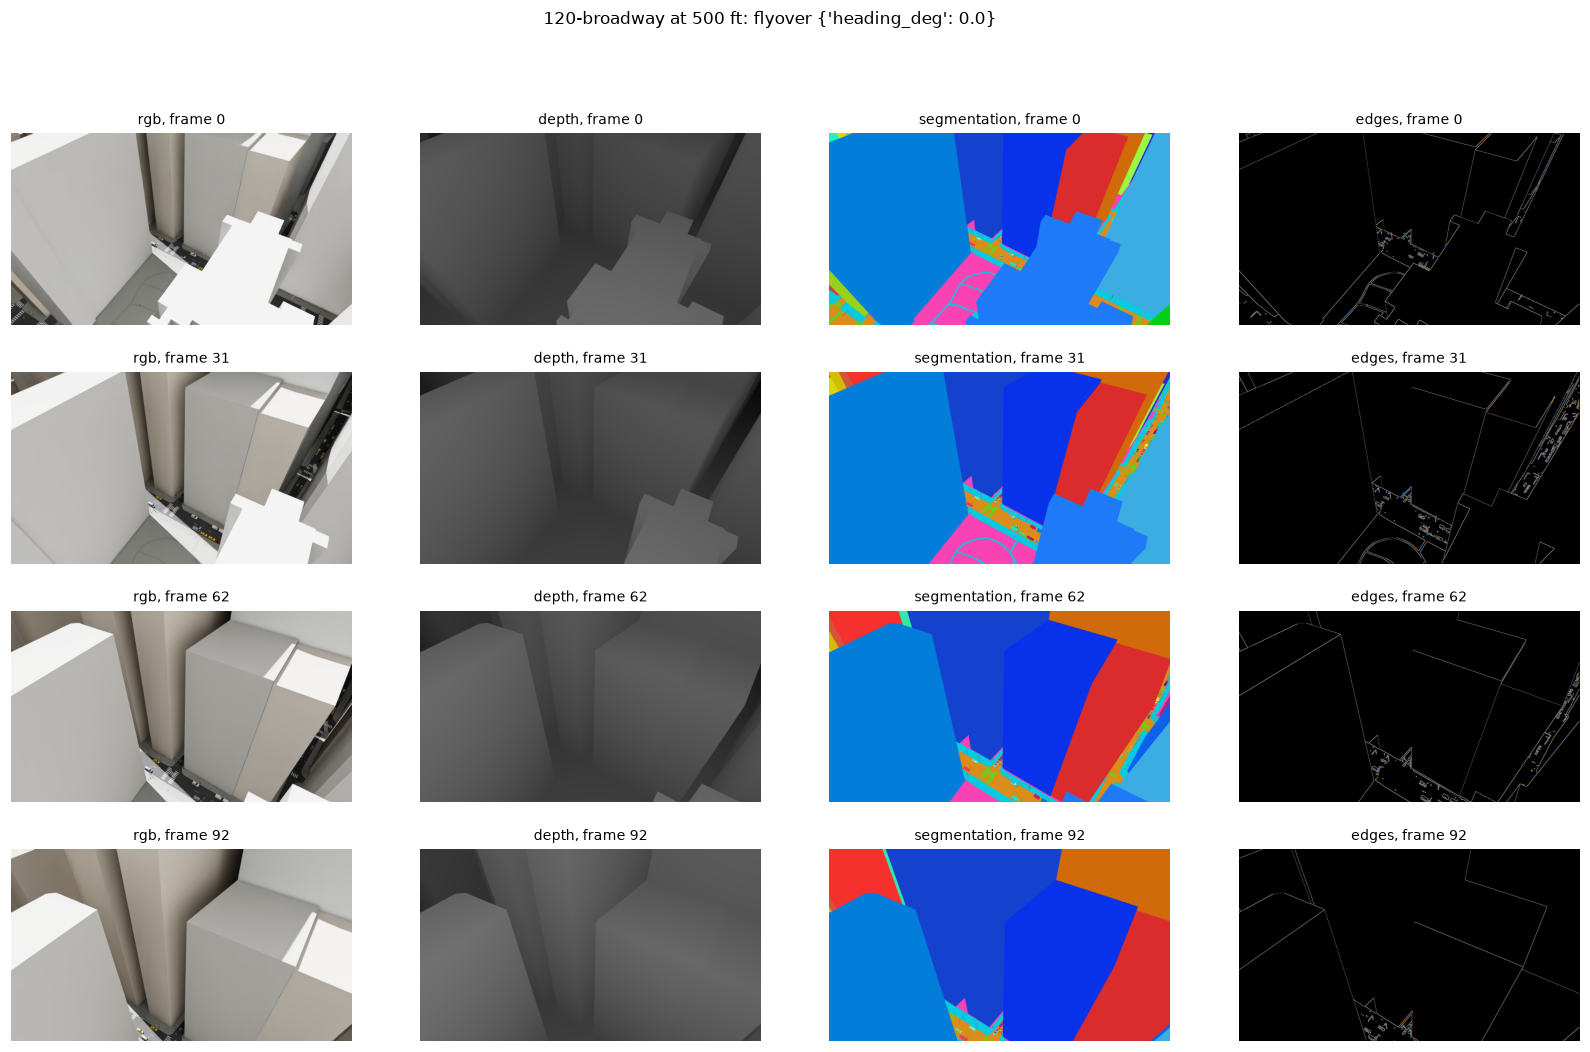 120-broadway at 500 ft: flyover {'heading_deg': 0.0}
rgb, frame 0
depth, frame 0
segmentation, frame 0
edges, frame 0
rgb, frame 31
depth, frame 31
segmentation, frame 31
edges, frame 31
rgb, frame 62
depth, frame 62
segmentation, frame 62
edges, frame 62
rgb, frame 92
depth, frame 92
segmentation, frame 92
edges, frame 92